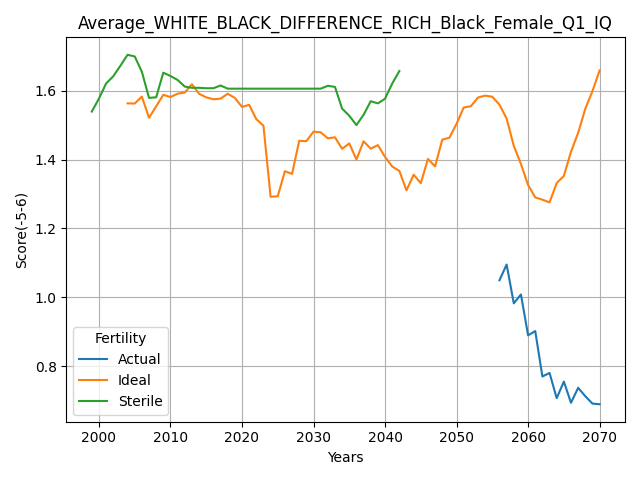 Average_WHITE_BLACK_DIFFERENCE_RICH_Black_Female_Q1_IQ
Score(-5-6)
1.6
1.4
1.2
1.0
0.8
Fertility
Actual
Ideal
Sterile
2000 2010 2020 2030 2040 2050 2060 2070
Years